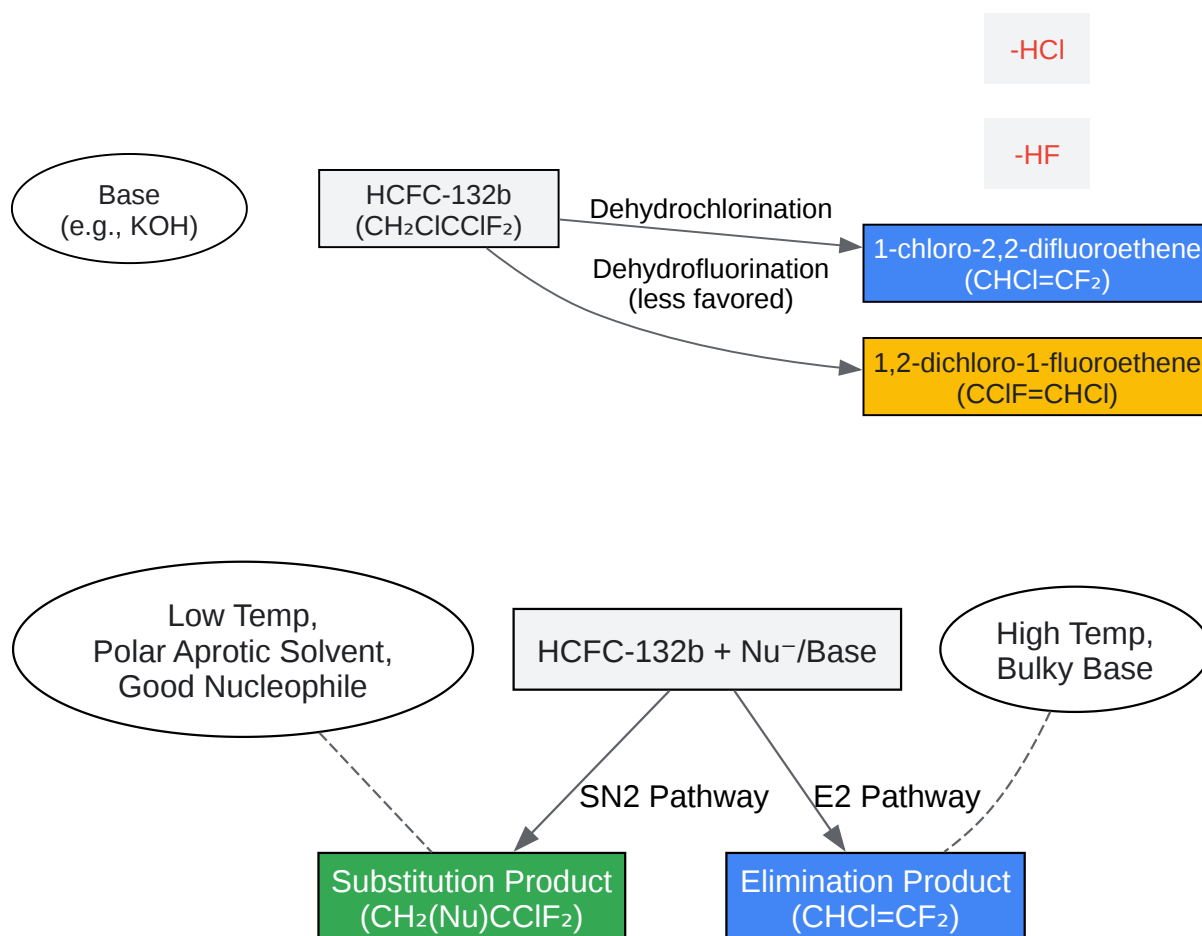 -HCl
-HF
Base
(e.g., KOH)
HCFC-132b
(CH₂ClCClF₂)
Dehydrochlorination
Dehydrofluorination
(less favored)
1-chloro-2,2-difluoroethene
(CHCl=CF₂)
1,2-dichloro-1-fluoroethene
(CClF=CHCl)
Low Temp,
Polar Aprotic Solvent,
Good Nucleophile
HCFC-132b + Nu⁻/Base
High Temp,
Bulky Base
SN2 Pathway
E2 Pathway
Substitution Product
(CH₂(Nu)CClF₂)
Elimination Product
(CHCl=CF₂)